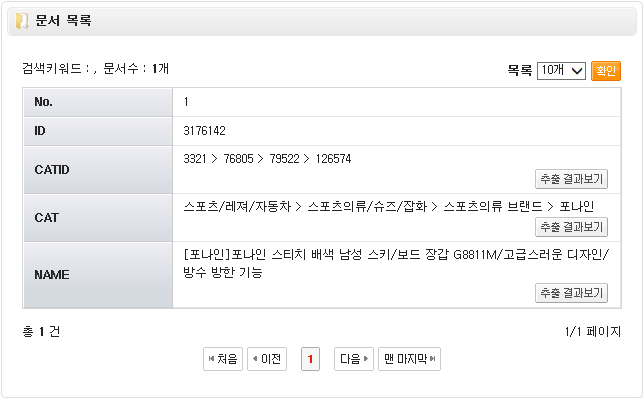 문서 목록
검색키워드 : , 문서수 : 1개
목록 10개 확인
No. 1
ID 3176142
CATID 3321 > 76805 > 79522 > 126574
추출 결과보기
CAT 스포츠/레져/자동차 > 스포츠의류/슈즈/잡화 > 스포츠의류 브랜드 > 포나인
추출 결과보기
NAME [포나인]포나인 스티치 배색 남성 스키/보드 장갑 G8811M/고급스러운 디자인/
방수 방한 기능
추출 결과보기
총 1 건
1/1 페이지
처음 이전 1 다음 맨 마지막